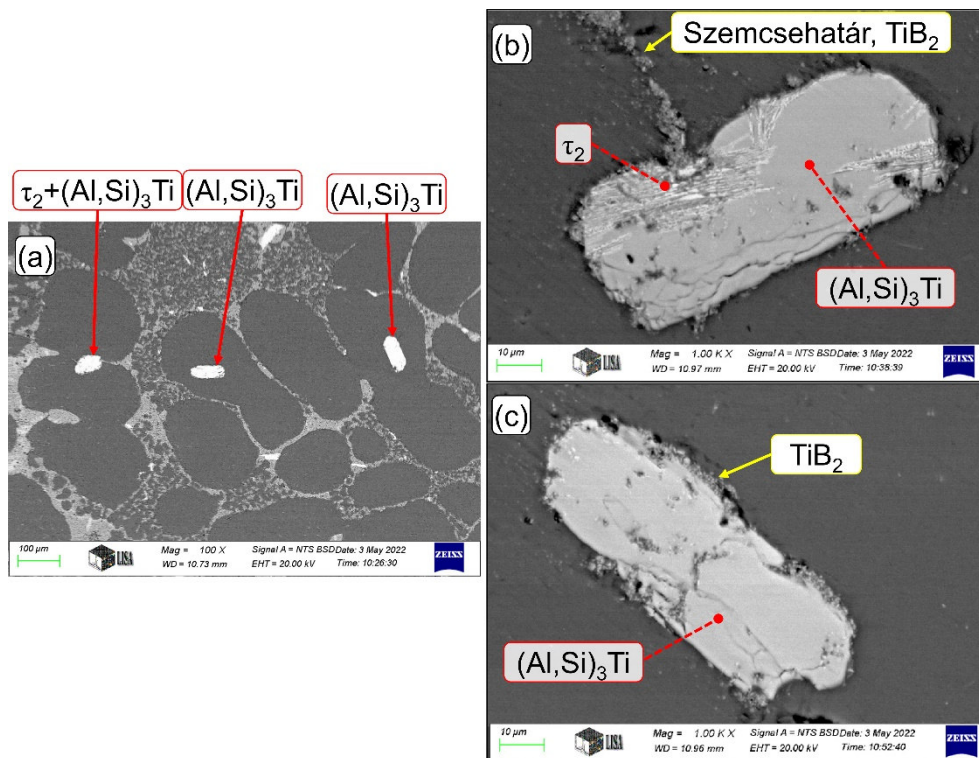 τ₂+(Al,Si)₃Ti (Al,Si)₃Ti (Al,Si)₃Ti
(a)
100 µm
LISA
Mag = 100 X Signal A = NTS BSD Date: 3 May 2022
WD = 10.73 mm EHT = 20.00 kV Time: 10:26:30
ZEISS
(b)
Szemcsehatár, TiB₂
τ₂
(Al,Si)₃Ti
10 µm
LISA
Mag = 1.00 K X Signal A = NTS BSD Date: 3 May 2022
WD = 10.97 mm EHT = 20.00 kV Time: 10:38:39
ZEISS
(c)
TiB₂
(Al,Si)₃Ti
10 µm
LISA
Mag = 1.00 K X Signal A = NTS BSD Date: 3 May 2022
WD = 10.96 mm EHT = 20.00 kV Time: 10:52:40
ZEISS